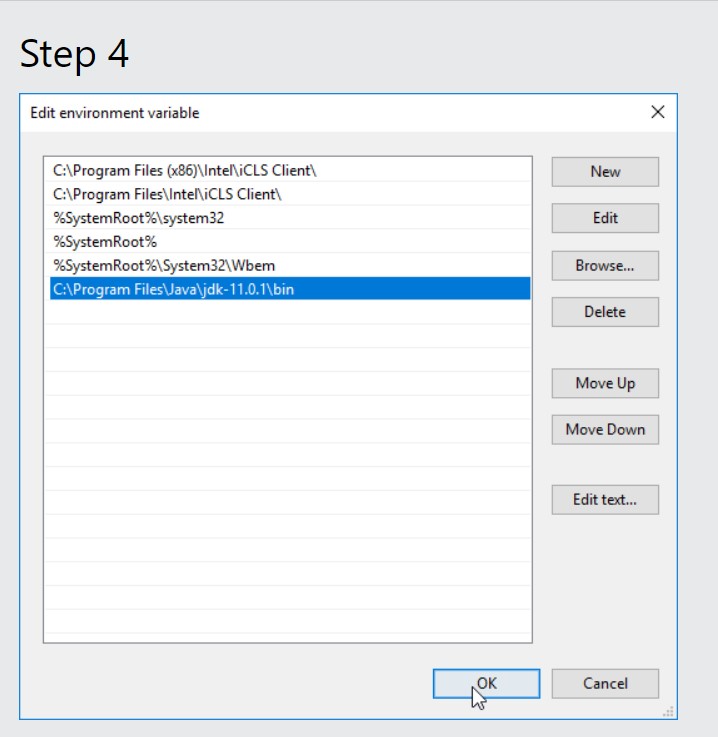 Step 4
Edit environment variable
C:\Program Files (x86)\Intel\iCLS Client\
C:\Program Files\Intel\iCLS Client\
%SystemRoot%\system32
%SystemRoot%
%SystemRoot%\System32\Wbem
C:\Program Files\Java\jdk-11.0.1\bin
New
Edit
Browse...
Delete
Move Up
Move Down
Edit text...
OK
Cancel